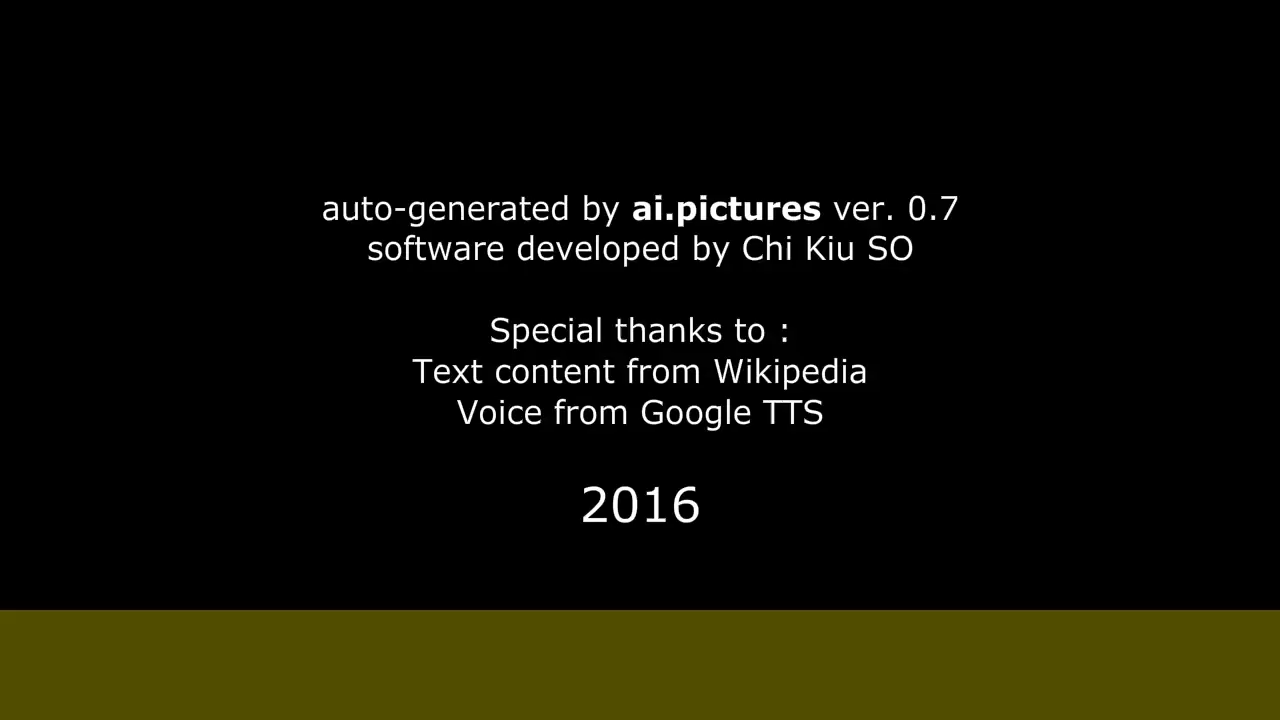 auto-generated by ai.pictures ver. 0.7
software developed by Chi Kiu SO
Special thanks to :
Text content from Wikipedia
Voice from Google TTS
2016